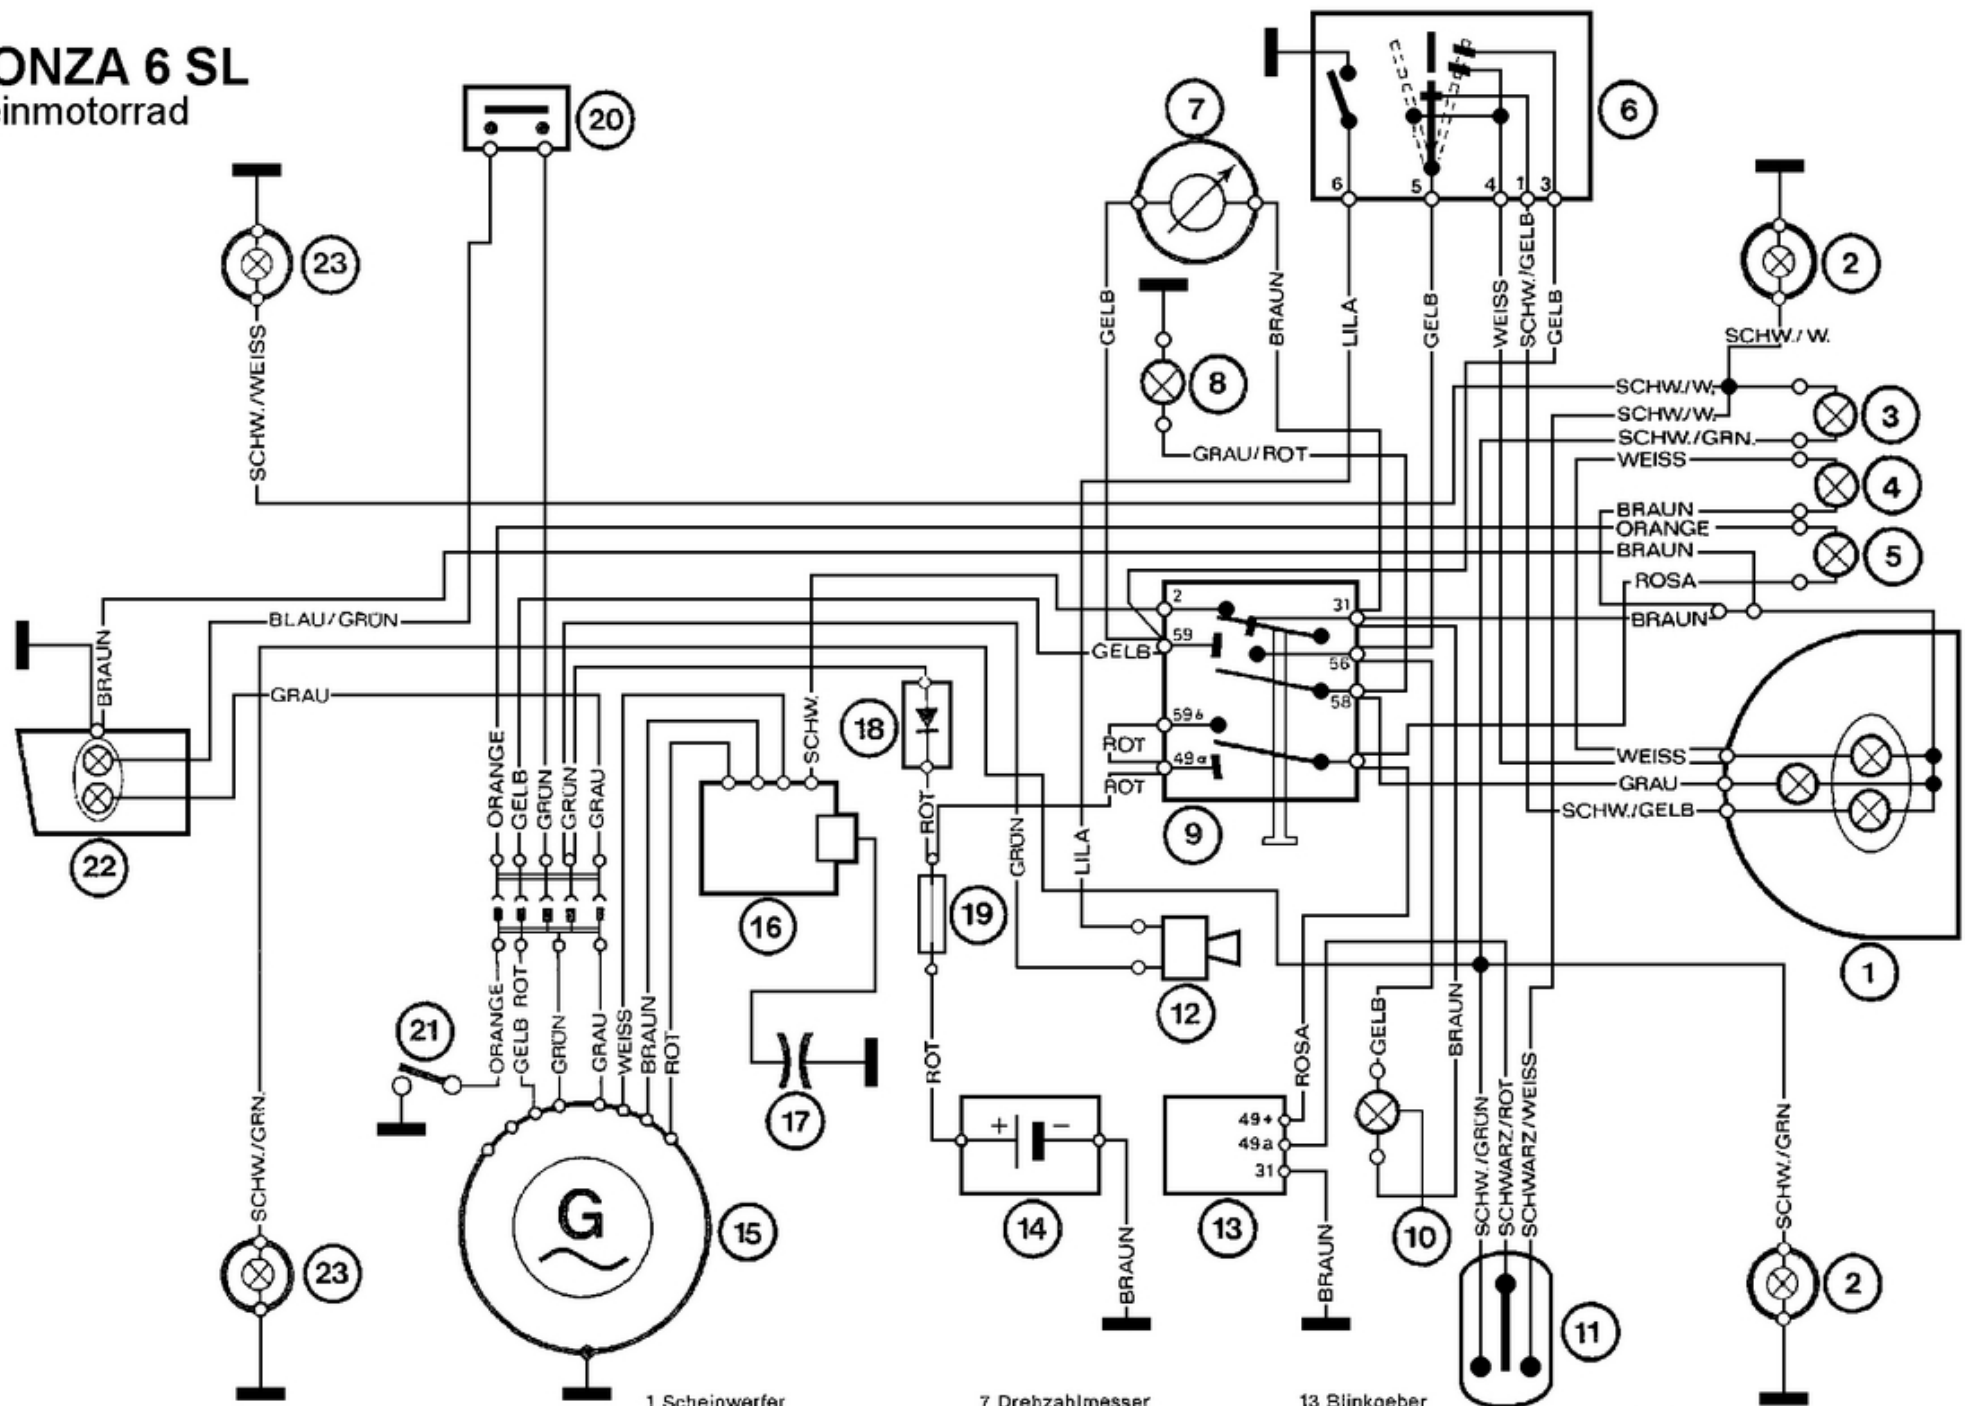 ONZA 6 SL
einmotorrad
20
7
6
6
5
4
1
3
23
2
SCHW./WEISS
GELB
BRAUN
LILA
GELB
WEISS
SCHW./GELB
GELB
SCHW./W.
8
GRAU/ROT
SCHW./W.
SCHW./W.
SCHW./GRN.
WEISS
BRAUN
ORANGE
BRAUN
ROSA
BRAUN
3
4
5
BLAU/GRÜN
BRAUN
GRAU
22
ORANGE
GELB
GRÜN
GRÜN
GRAU
SCHW.
18
ROT
GELB
2
59
59b
49a
31
56
58
ROT
ROT
9
WEISS
GRAU
SCHW./GELB
1
16
19
GRÜN
LILA
12
21
ORANGE
GELB ROT
GRÜN
GRAU
WEISS
BRAUN
ROT
17
ROT
ROSA
GELB
BRAUN
SCHW./GRÜN
SCHWARZ/ROT
SCHWARZ/WEISS
SCHW./GRN
SCHW./GRN.
+ −
49+
49a
31
G
15
14
13
10
BRAUN
BRAUN
23
11
2
1 Scheinwerfer
7 Drehzahlmesser
13 Blinkgeber